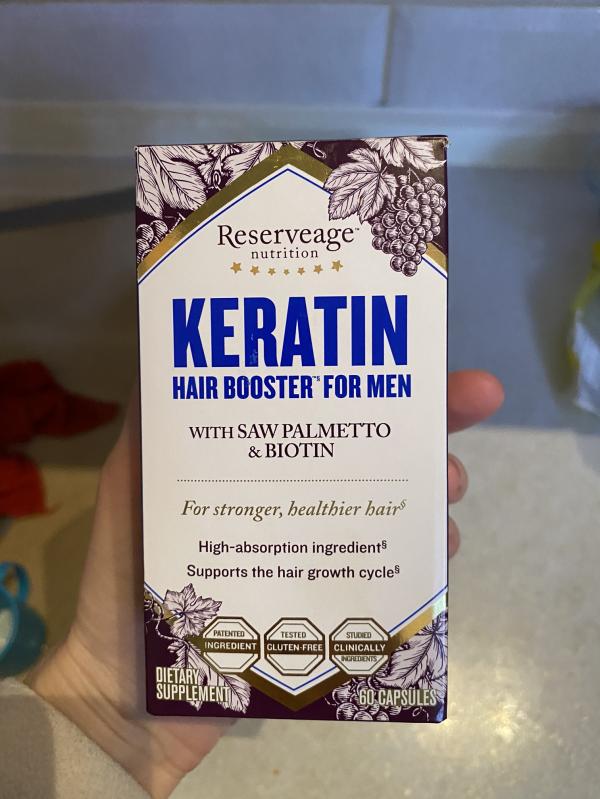 Reserveage™
nutrition
KERATIN
HAIR BOOSTER™§ FOR MEN
WITH SAW PALMETTO
& BIOTIN
For stronger, healthier hair§
High-absorption ingredient§
Supports the hair growth cycle§
PATENTED
INGREDIENT
TESTED
GLUTEN-FREE
STUDIED
CLINICALLY
INGREDIENTS
DIETARY
SUPPLEMENT
60 CAPSULES